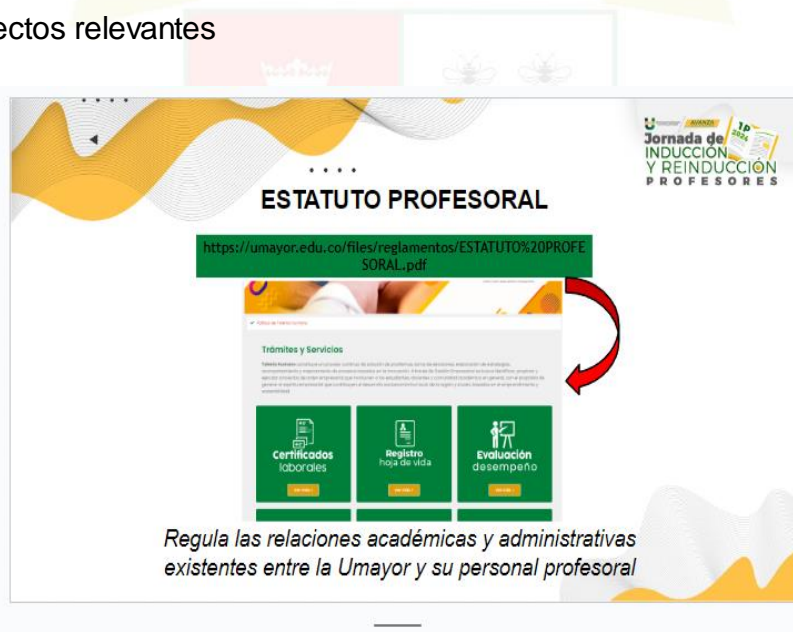 ectos relevantes
AVANZA
1P
2024
Jornada de
INDUCCIÓN
Y REINDUCCIÓN
PROFESORES
ESTATUTO PROFESORAL
https://umayor.edu.co/files/reglamentos/ESTATUTO%20PROFE
SORAL.pdf
Trámites y Servicios
Certificados
laborales
Registro
hoja de vida
Evaluación
desempeño
Regula las relaciones académicas y administrativas
existentes entre la Umayor y su personal profesoral